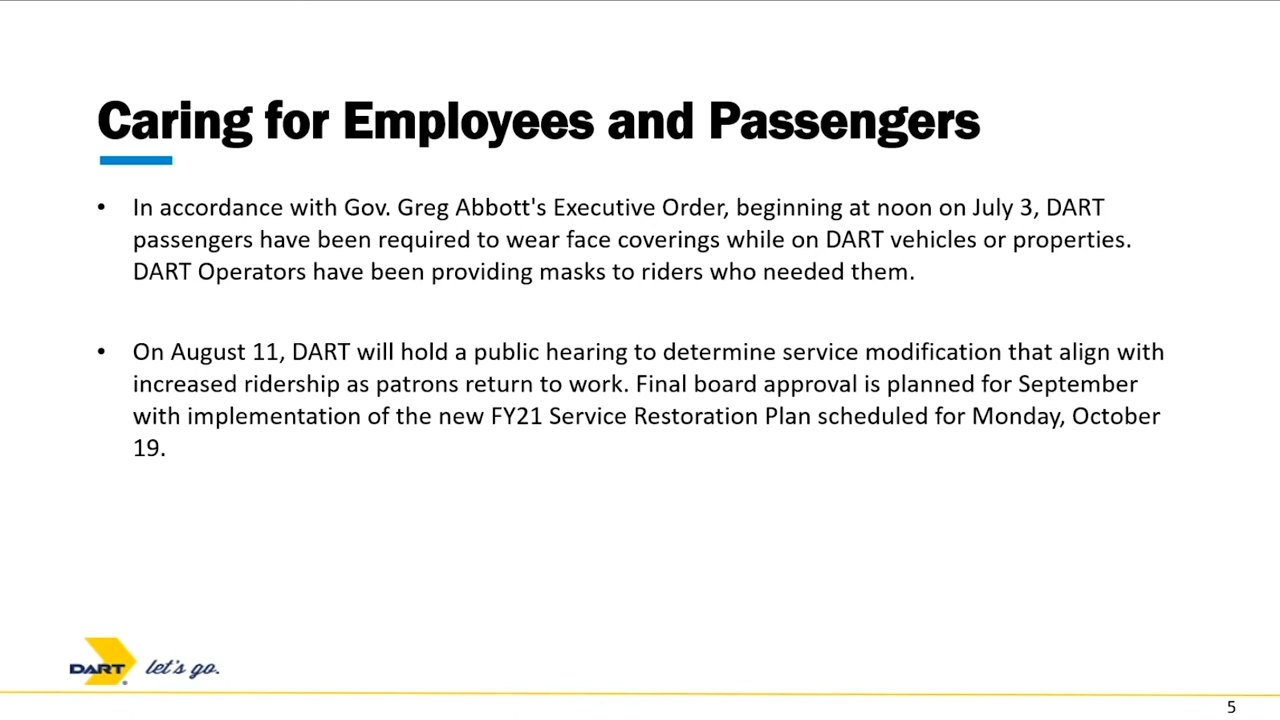 Caring for Employees and Passengers
• In accordance with Gov. Greg Abbott's Executive Order, beginning at noon on July 3, DART
passengers have been required to wear face coverings while on DART vehicles or properties.
DART Operators have been providing masks to riders who needed them.
• On August 11, DART will hold a public hearing to determine service modification that align with
increased ridership as patrons return to work. Final board approval is planned for September
with implementation of the new FY21 Service Restoration Plan scheduled for Monday, October
19.
DART let's go.
5